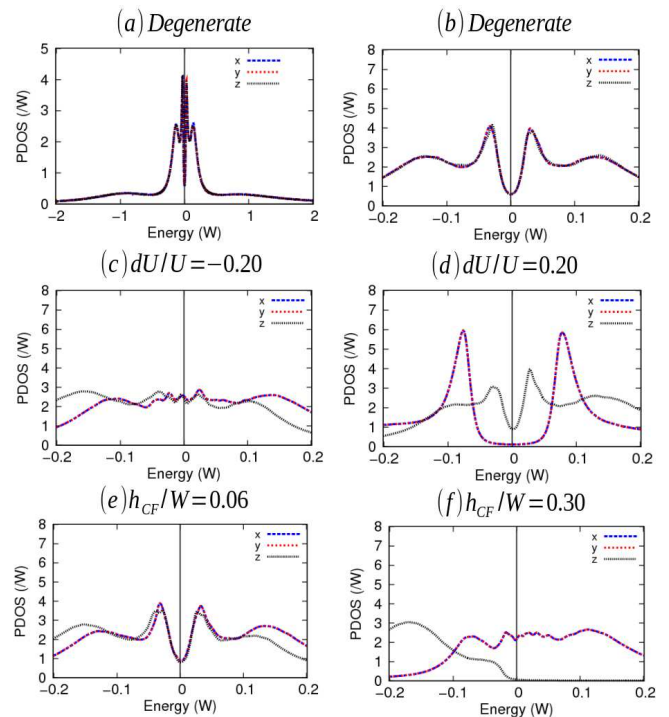 (a) Degenerate
(b) Degenerate
PDOS (/W)
5
4
3
2
1
0
x
y
z
−2 −1 0 1 2
Energy (W)
PDOS (/W)
8
7
6
5
4
3
2
1
0
x
y
z
−0.2 −0.1 0 0.1 0.2
Energy (W)
(c) dU/U=−0.20
(d) dU/U=0.20
PDOS (/W)
8
7
6
5
4
3
2
1
0
x
y
z
−0.2 −0.1 0 0.1 0.2
Energy (W)
PDOS (/W)
8
7
6
5
4
3
2
1
0
x
y
z
−0.2 −0.1 0 0.1 0.2
Energy (W)
(e) h_CF/W=0.06
(f) h_CF/W=0.30
PDOS (/W)
8
7
6
5
4
3
2
1
0
x
y
z
−0.2 −0.1 0 0.1 0.2
Energy (W)
PDOS (/W)
8
7
6
5
4
3
2
1
0
x
y
z
−0.2 −0.1 0 0.1 0.2
Energy (W)